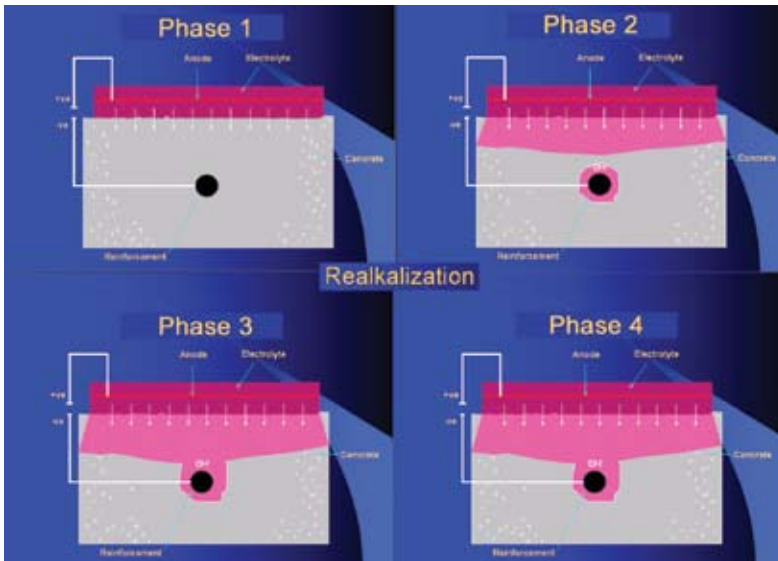 Phase 1
Anode
Electrolyte
+ve
-ve
Concrete
Reinforcement
Phase 2
Anode
Electrolyte
+ve
-ve
OH-
Concrete
Reinforcement
Realkalization
Phase 3
Anode
Electrolyte
+ve
-ve
OH-
Concrete
Reinforcement
Phase 4
Anode
Electrolyte
+ve
-ve
OH-
Concrete
Reinforcement